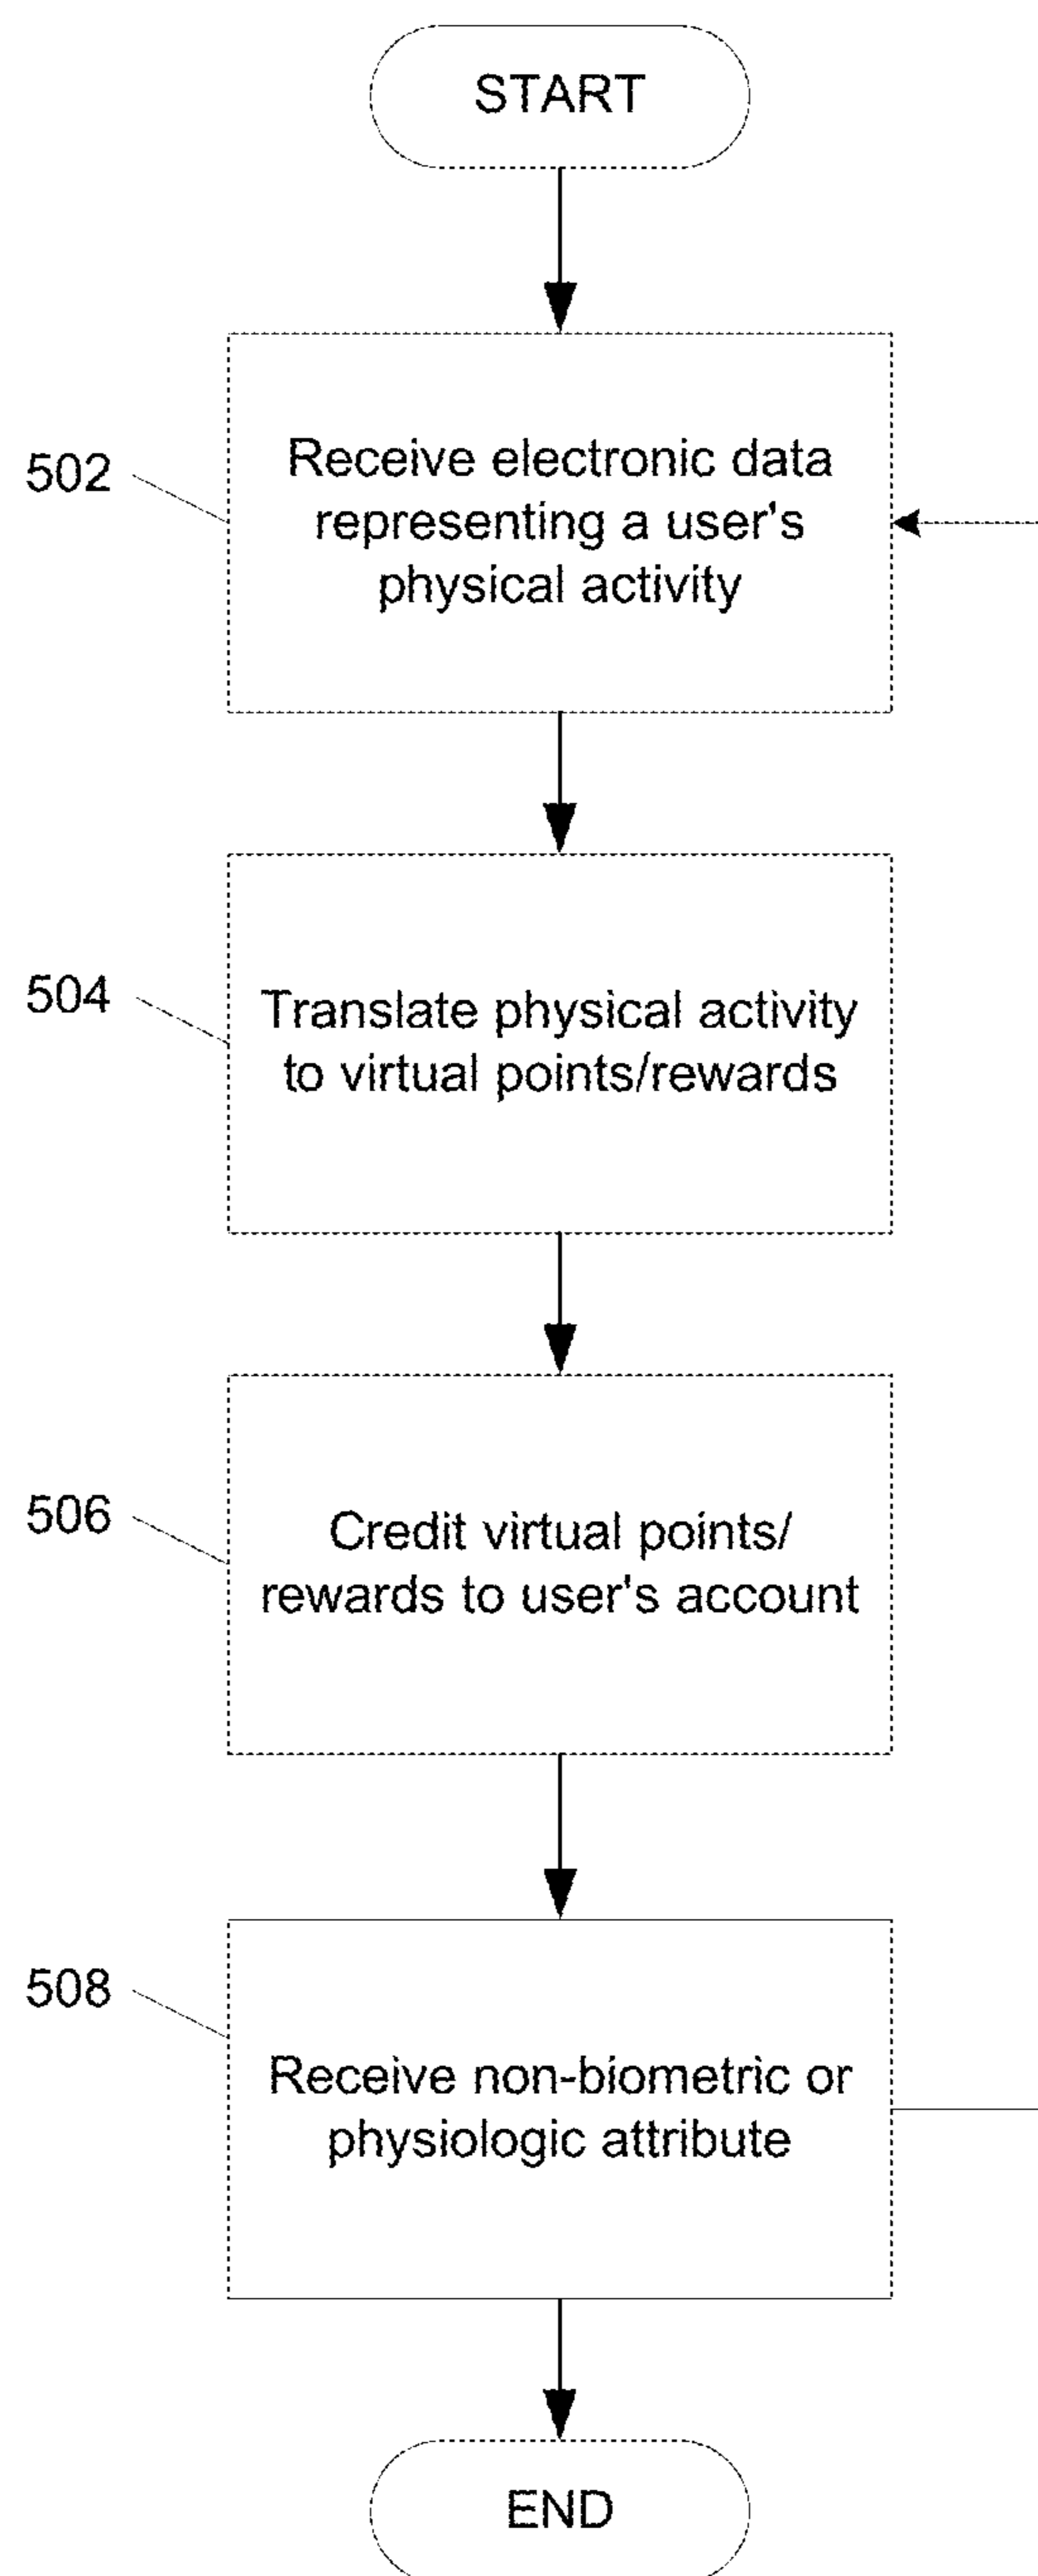 START
502
Receive electronic data
representing a user's
physical activity
504
Translate physical activity
to virtual points/rewards
506
Credit virtual points/
rewards to user's account
508
Receive non-biometric or
physiologic attribute
END